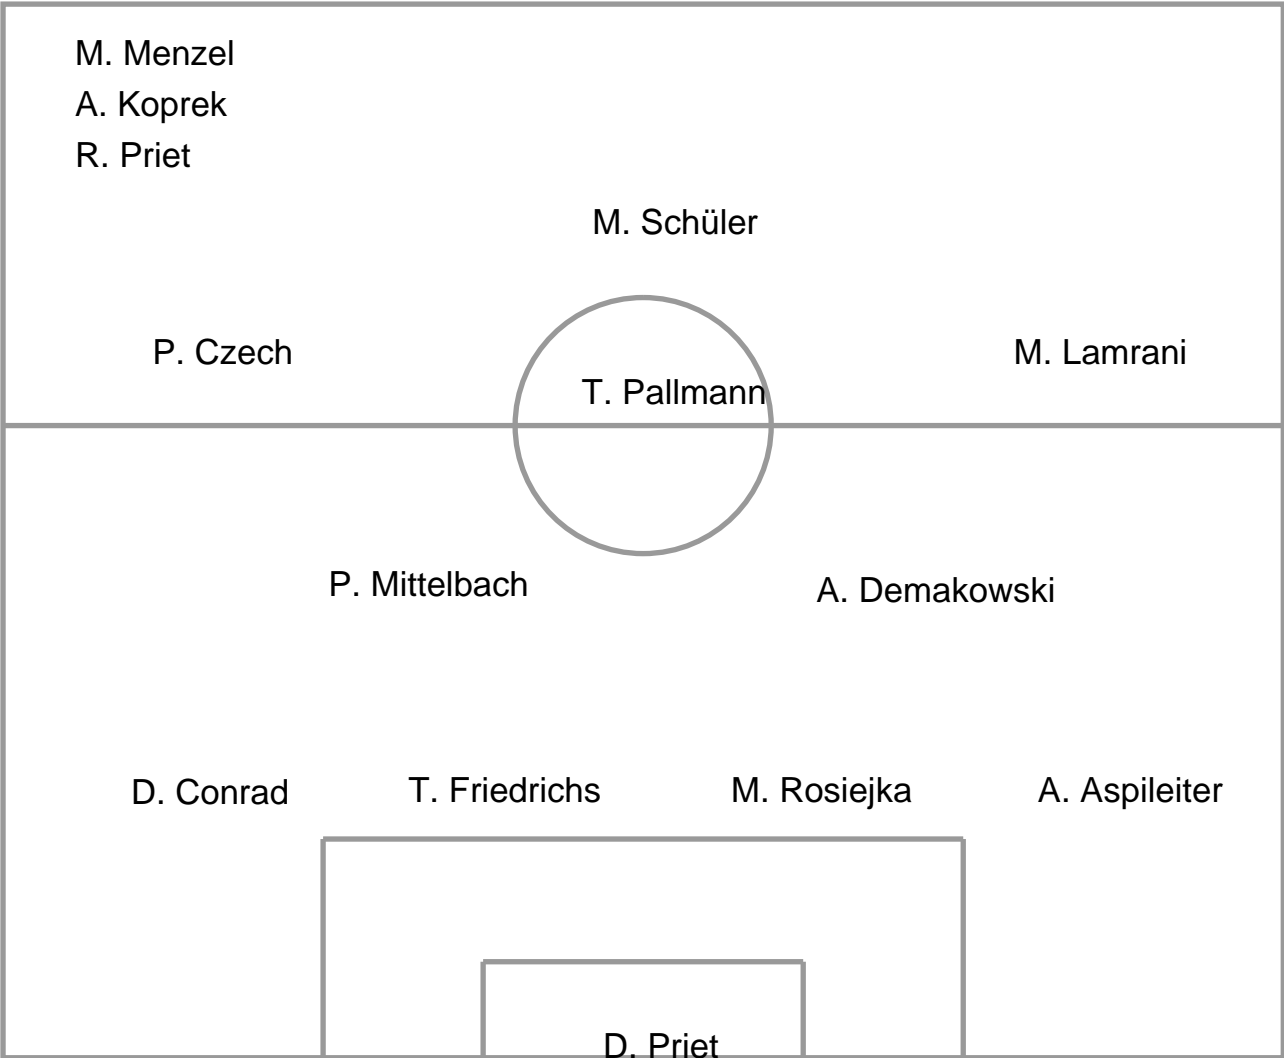 M. Menzel
A. Koprek
R. Priet
M. Schüler
P. Czech
M. Lamrani
T. Pallmann
P. Mittelbach
A. Demakowski
D. Conrad
T. Friedrichs
M. Rosiejka
A. Aspileiter
D. Priet